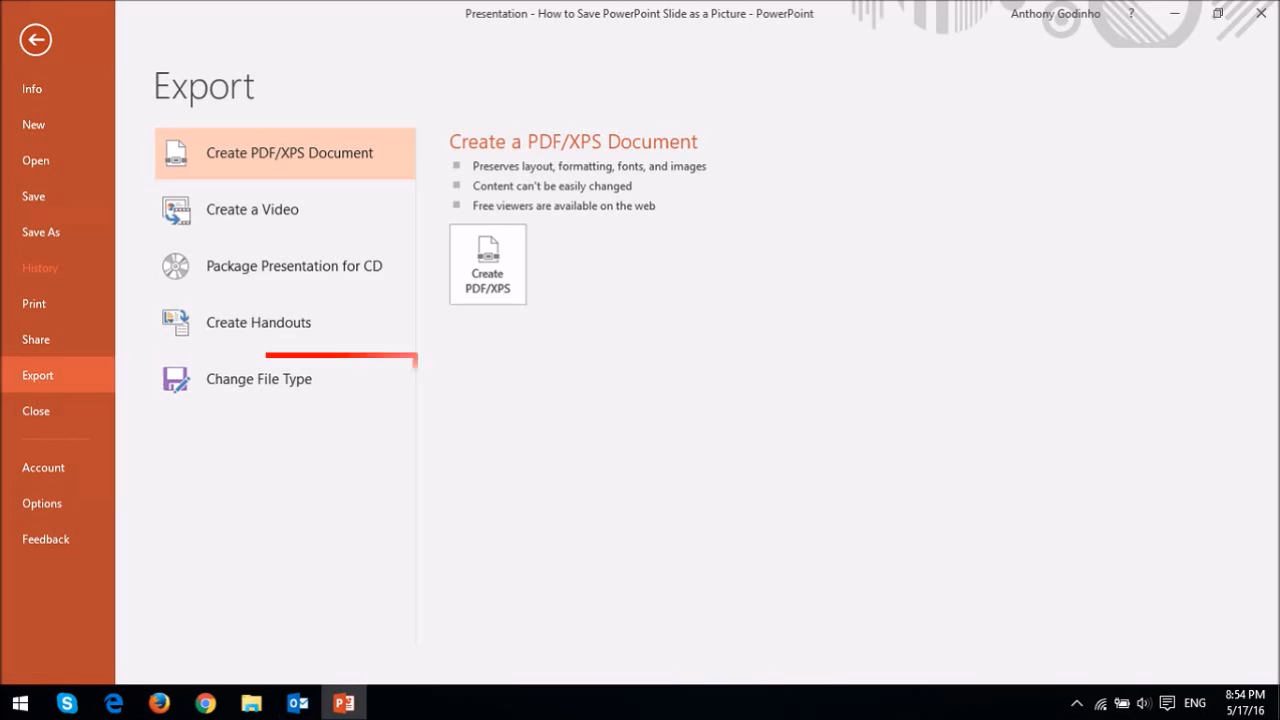 Presentation - How to Save PowerPoint Slide as a Picture - PowerPoint
Anthony Godinho
?
Info
New
Open
Save
Save As
History
Print
Share
Export
Close
Account
Options
Feedback
Export
Create PDF/XPS Document
Create a Video
Package Presentation for CD
Create Handouts
Change File Type
Create a PDF/XPS Document
Preserves layout, formatting, fonts, and images
Content can't be easily changed
Free viewers are available on the web
Create
PDF/XPS
ENG
8:54 PM
5/17/16